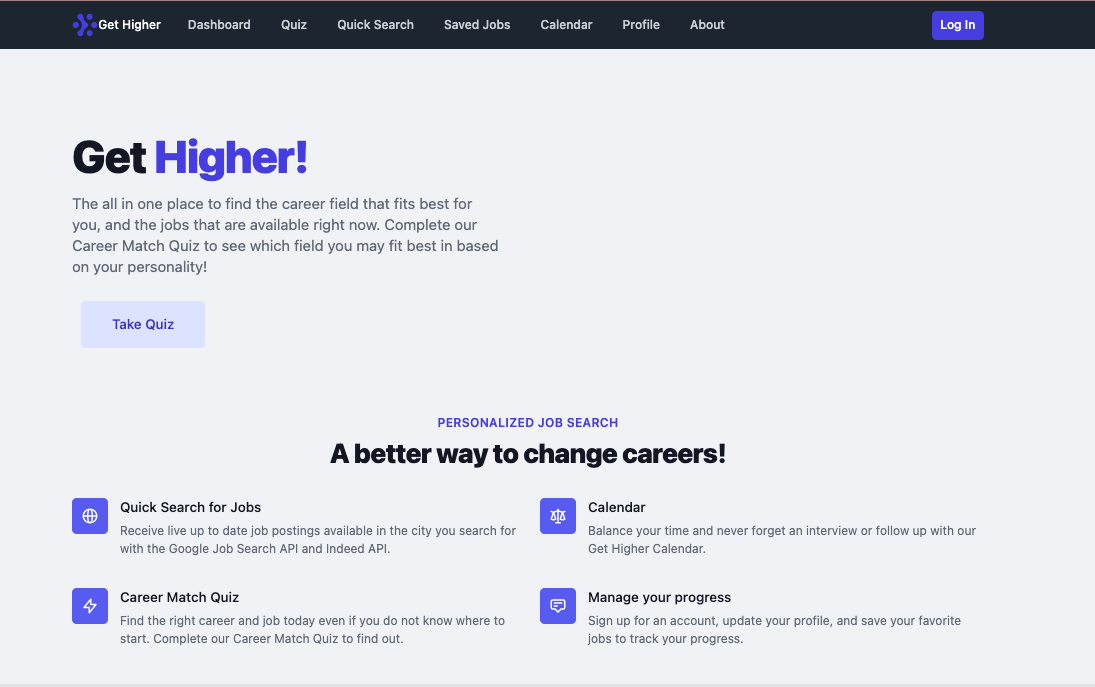 Get Higher Dashboard Quiz Quick Search Saved Jobs Calendar Profile About Log In
Get Higher!
The all in one place to find the career field that fits best for
you, and the jobs that are available right now. Complete our
Career Match Quiz to see which field you may fit best in based
on your personality!
Take Quiz
PERSONALIZED JOB SEARCH
A better way to change careers!
Quick Search for Jobs
Receive live up to date job postings available in the city you search for
with the Google Job Search API and Indeed API.
Calendar
Balance your time and never forget an interview or follow up with our
Get Higher Calendar.
Career Match Quiz
Find the right career and job today even if you do not know where to
start. Complete our Career Match Quiz to find out.
Manage your progress
Sign up for an account, update your profile, and save your favorite
jobs to track your progress.